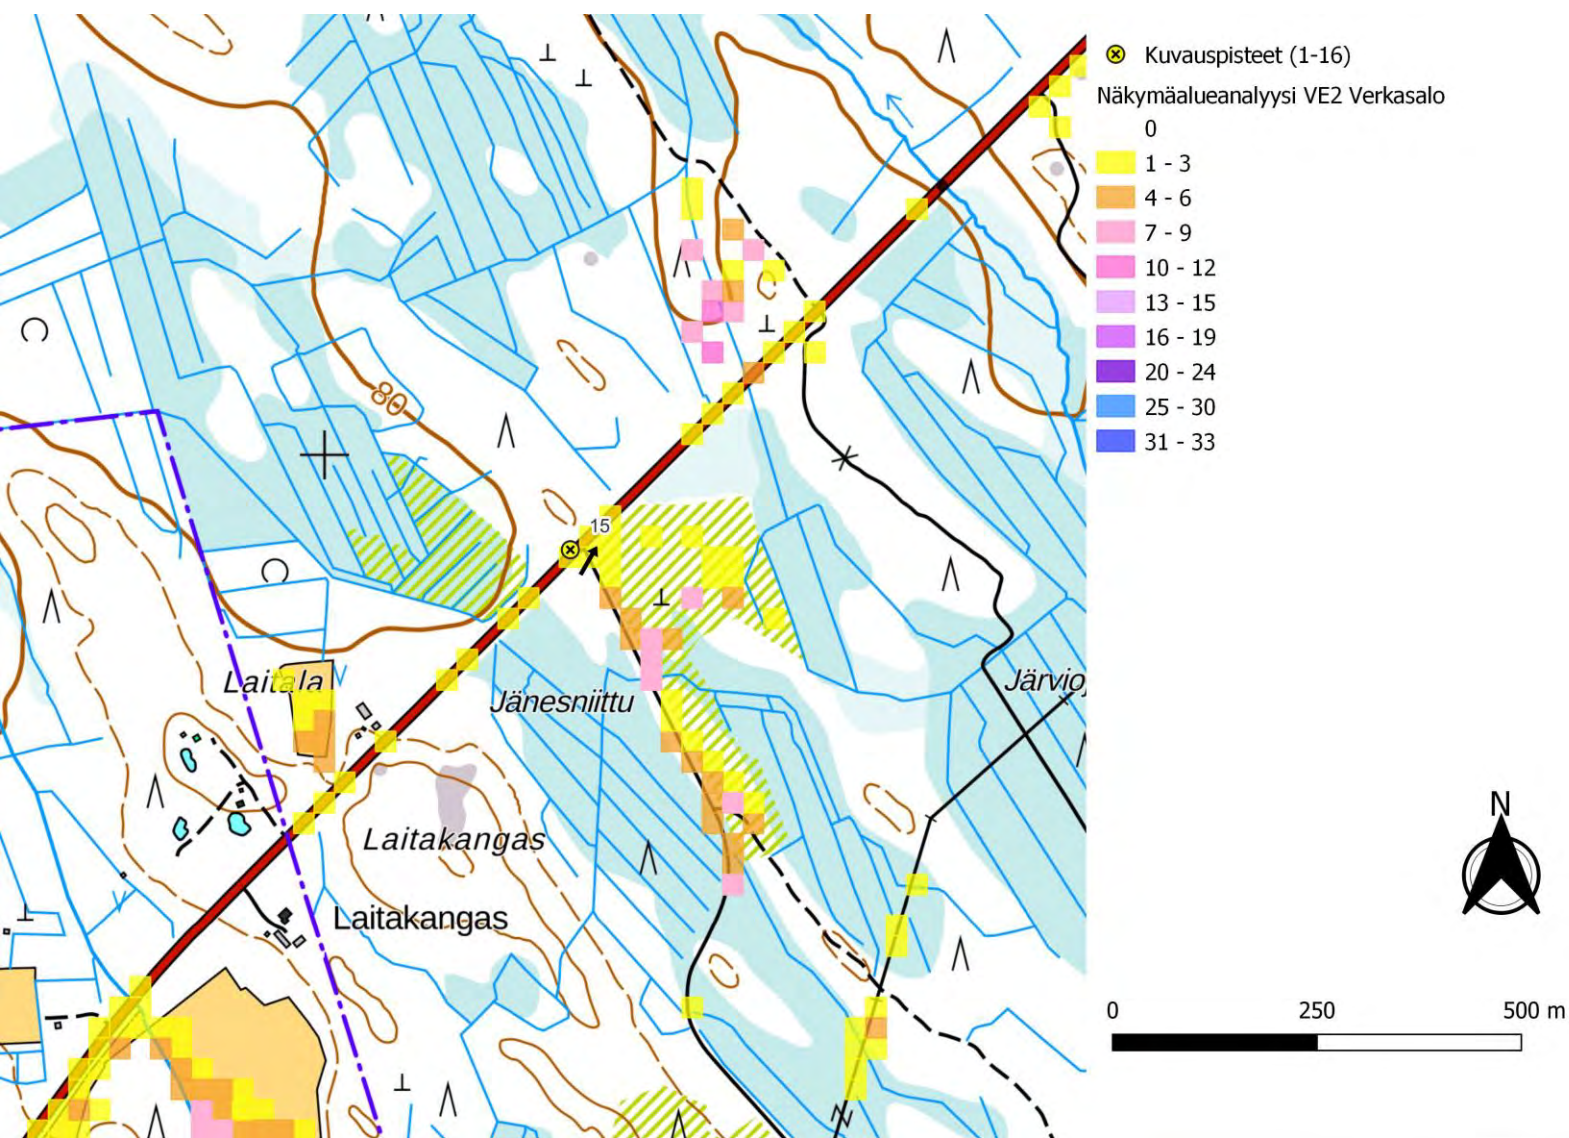 Kuvauspisteet (1-16)
Näkymäalueanalyysi VE2 Verkasalo
0
1 - 3
4 - 6
7 - 9
10 - 12
13 - 15
16 - 19
20 - 24
25 - 30
31 - 33
80
15
Laitala
Jänesniittu
Järvio
Laitakangas
Laitakangas
N
0 250 500 m